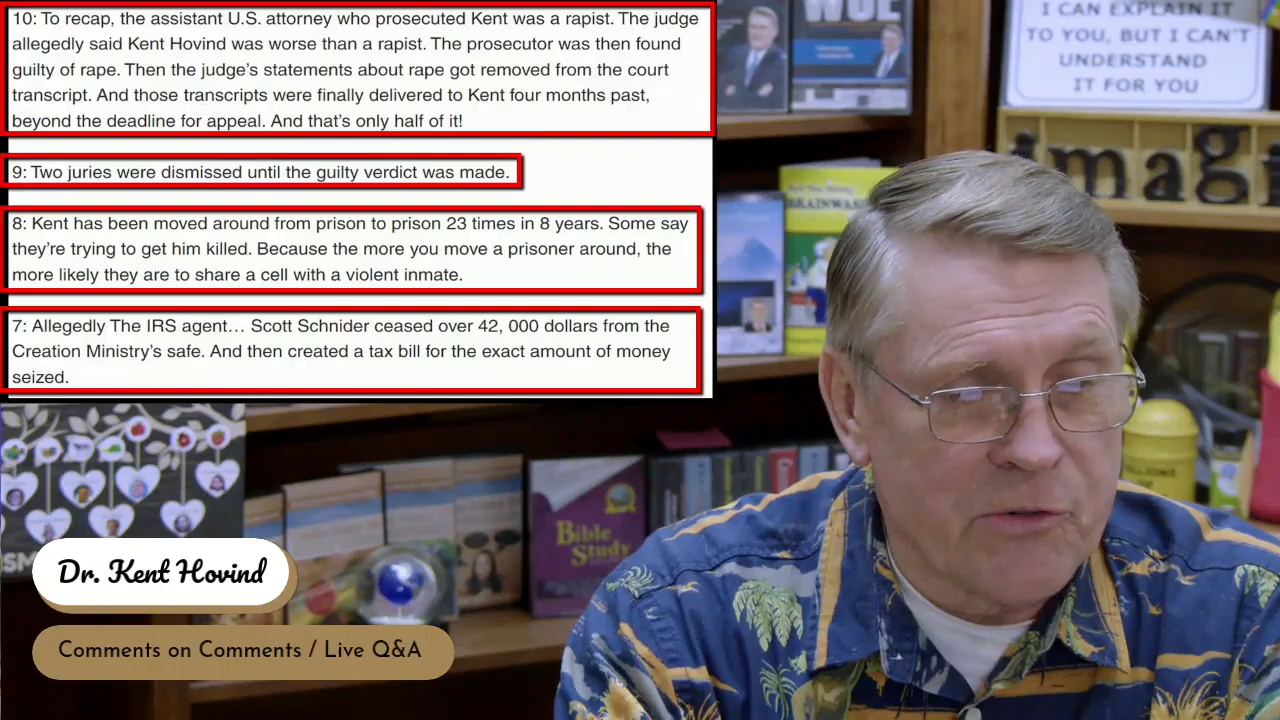 10: To recap, the assistant U.S. attorney who prosecuted Kent was a rapist. The judge
allegedly said Kent Hovind was worse than a rapist. The prosecutor was then found
guilty of rape. Then the judge’s statements about rape got removed from the court
transcript. And those transcripts were finally delivered to Kent four months past,
beyond the deadline for appeal. And that’s only half of it!
9: Two juries were dismissed until the guilty verdict was made.
8: Kent has been moved around from prison to prison 23 times in 8 years. Some say
they’re trying to get him killed. Because the more you move a prisoner around, the
more likely they are to share a cell with a violent inmate.
7: Allegedly The IRS agent… Scott Schnider ceased over 42, 000 dollars from the
Creation Ministry’s safe. And then created a tax bill for the exact amount of money
seized.
I CAN EXPLAIN IT
TO YOU, BUT I CAN'T
UNDERSTAND
IT FOR YOU
imagi
Bible
Study
Dr. Kent Hovind
Comments on Comments / Live Q&A